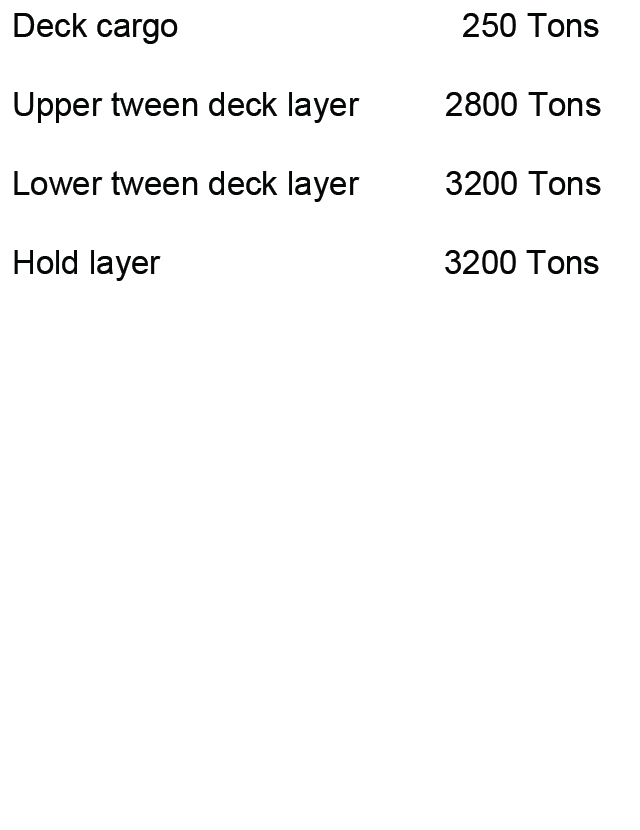 Deck cargo 250 Tons
Upper tween deck layer 2800 Tons
Lower tween deck layer 3200 Tons
Hold layer 3200 Tons